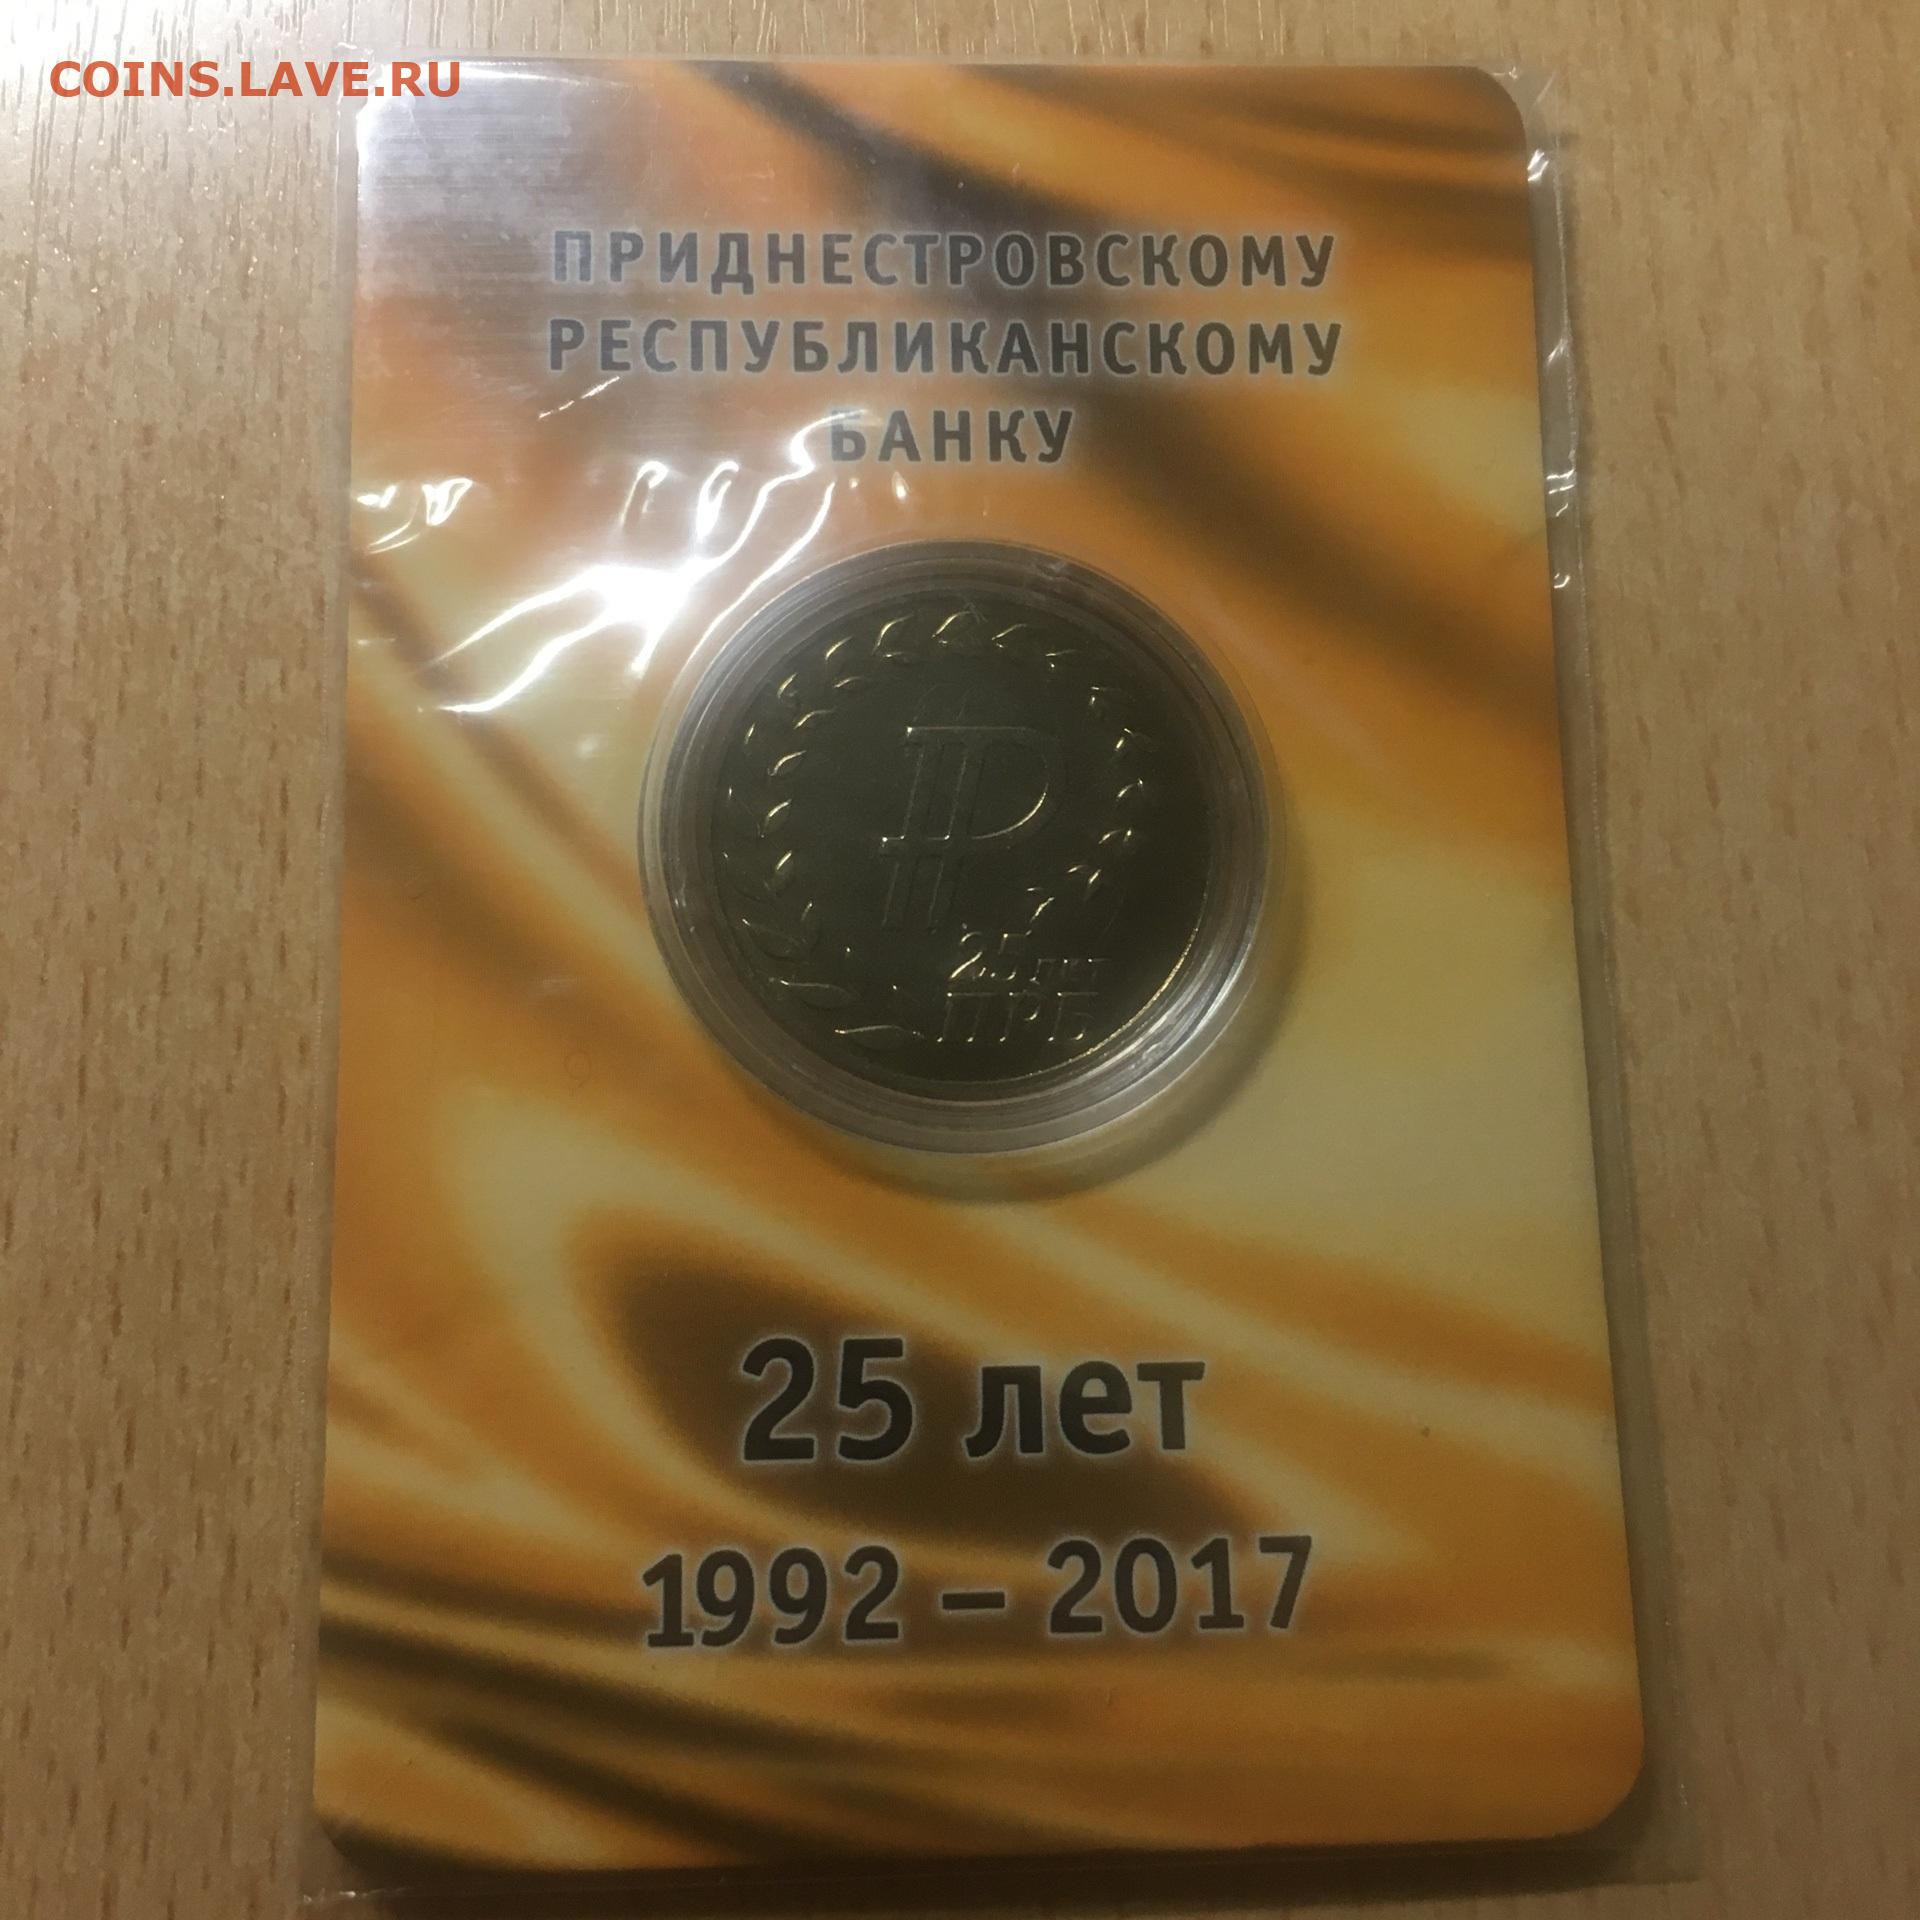 COINS.LAVE.RU
ПРИДНЕСТРОВСКОМУ
РЕСПУБЛИКАНСКОМУ
БАНКУ
25 лет
ПРБ
25 лет
1992 – 2017